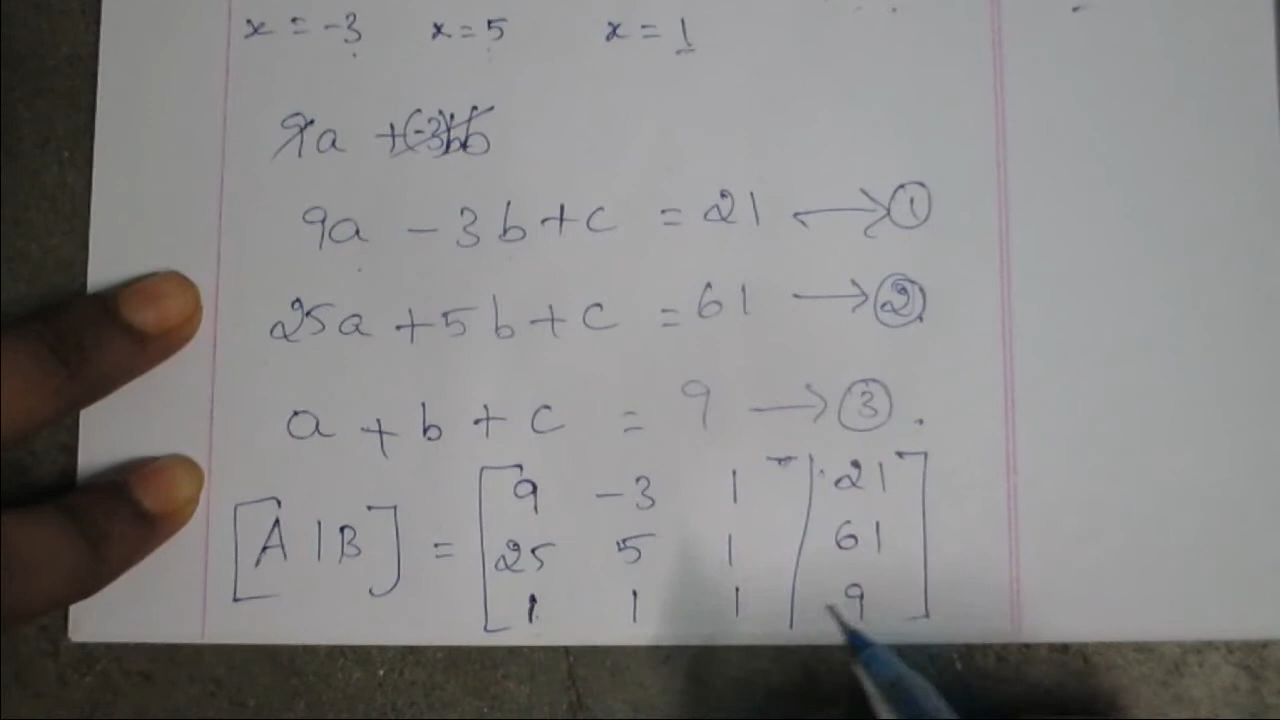 x = -3 x = 5 x = 1
9a + (-3)b
9a - 3b + c = 21 → ①
25a + 5b + c = 61 → ②
a + b + c = 9 → ③.
[A | B] = [9 -3 1 | 21
25 5 1 | 61
1 1 1 | 9]